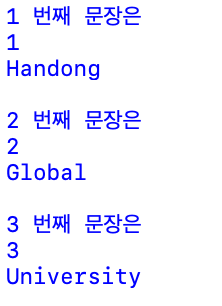 1 번째 문장은
1
Handong
2 번째 문장은
2
Global
3 번째 문장은
3
University